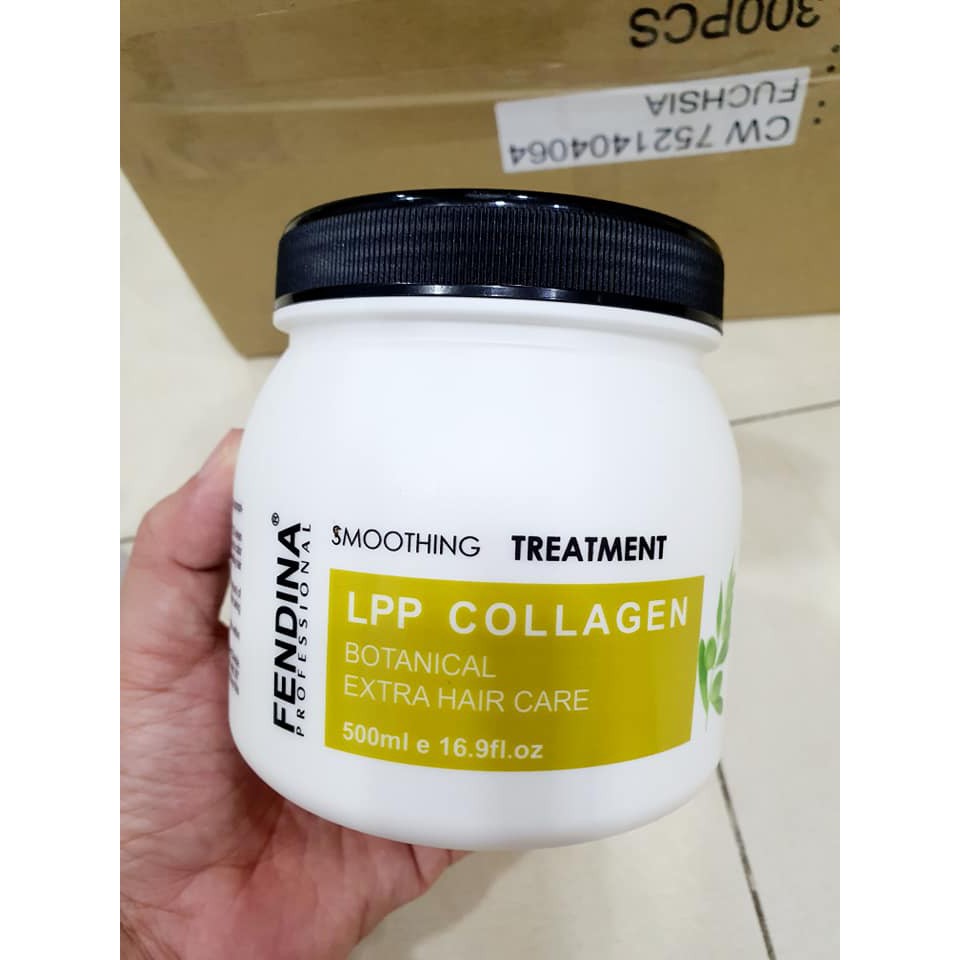 300PCS
CW 7521404064
FUCHSIA
FENDINA®
PROFESSIONAL
SMOOTHING TREATMENT
LPP COLLAGEN
BOTANICAL
EXTRA HAIR CARE
500ml e 16.9fl.oz